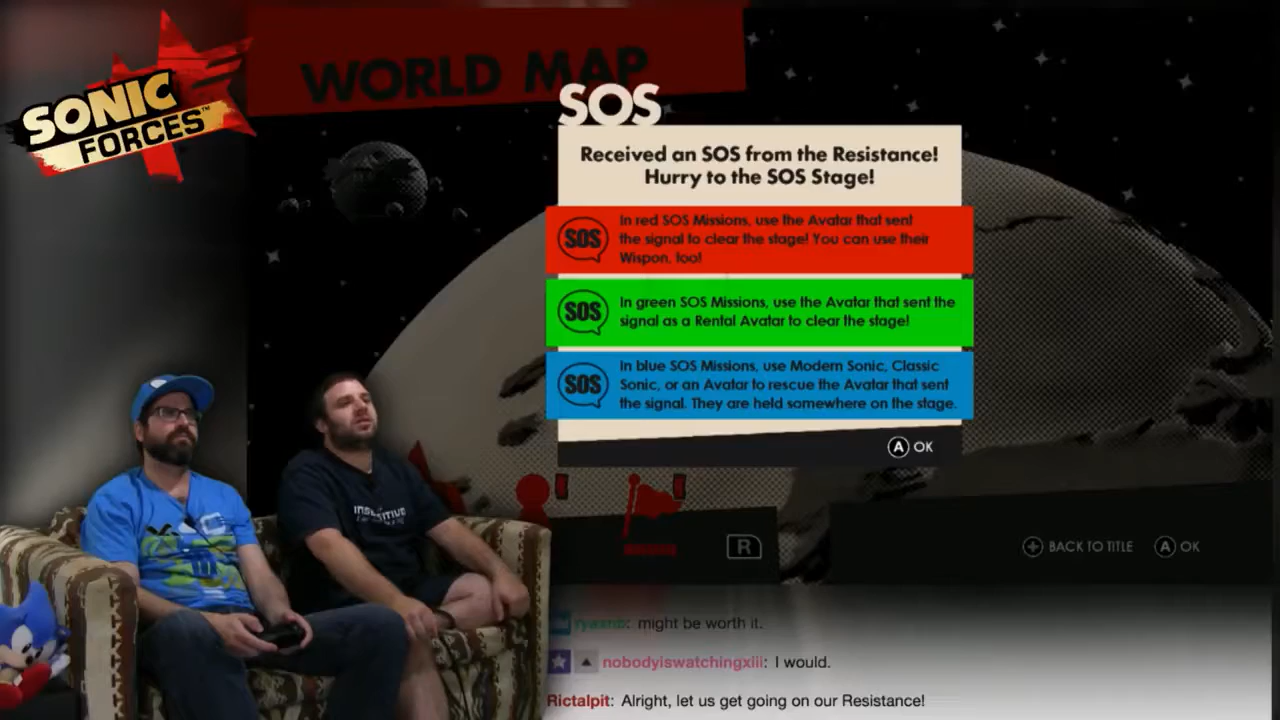 SONIC
FORCES™
WORLD MAP
SOS
Received an SOS from the Resistance!
Hurry to the SOS Stage!
SOS
In red SOS Missions, use the Avatar that sent
the signal to clear the stage! You can use their
Wispon, too!
SOS
In green SOS Missions, use the Avatar that sent the
signal as a Rental Avatar to clear the stage!
SOS
In blue SOS Missions, use Modern Sonic, Classic
Sonic, or an Avatar to rescue the Avatar that sent
the signal. They are held somewhere on the stage.
A OK
R
BACK TO TITLE A OK
might be worth it.
nobodyiswatchingxiii: I would.
Rictalpit: Alright, let us get going on our Resistance!